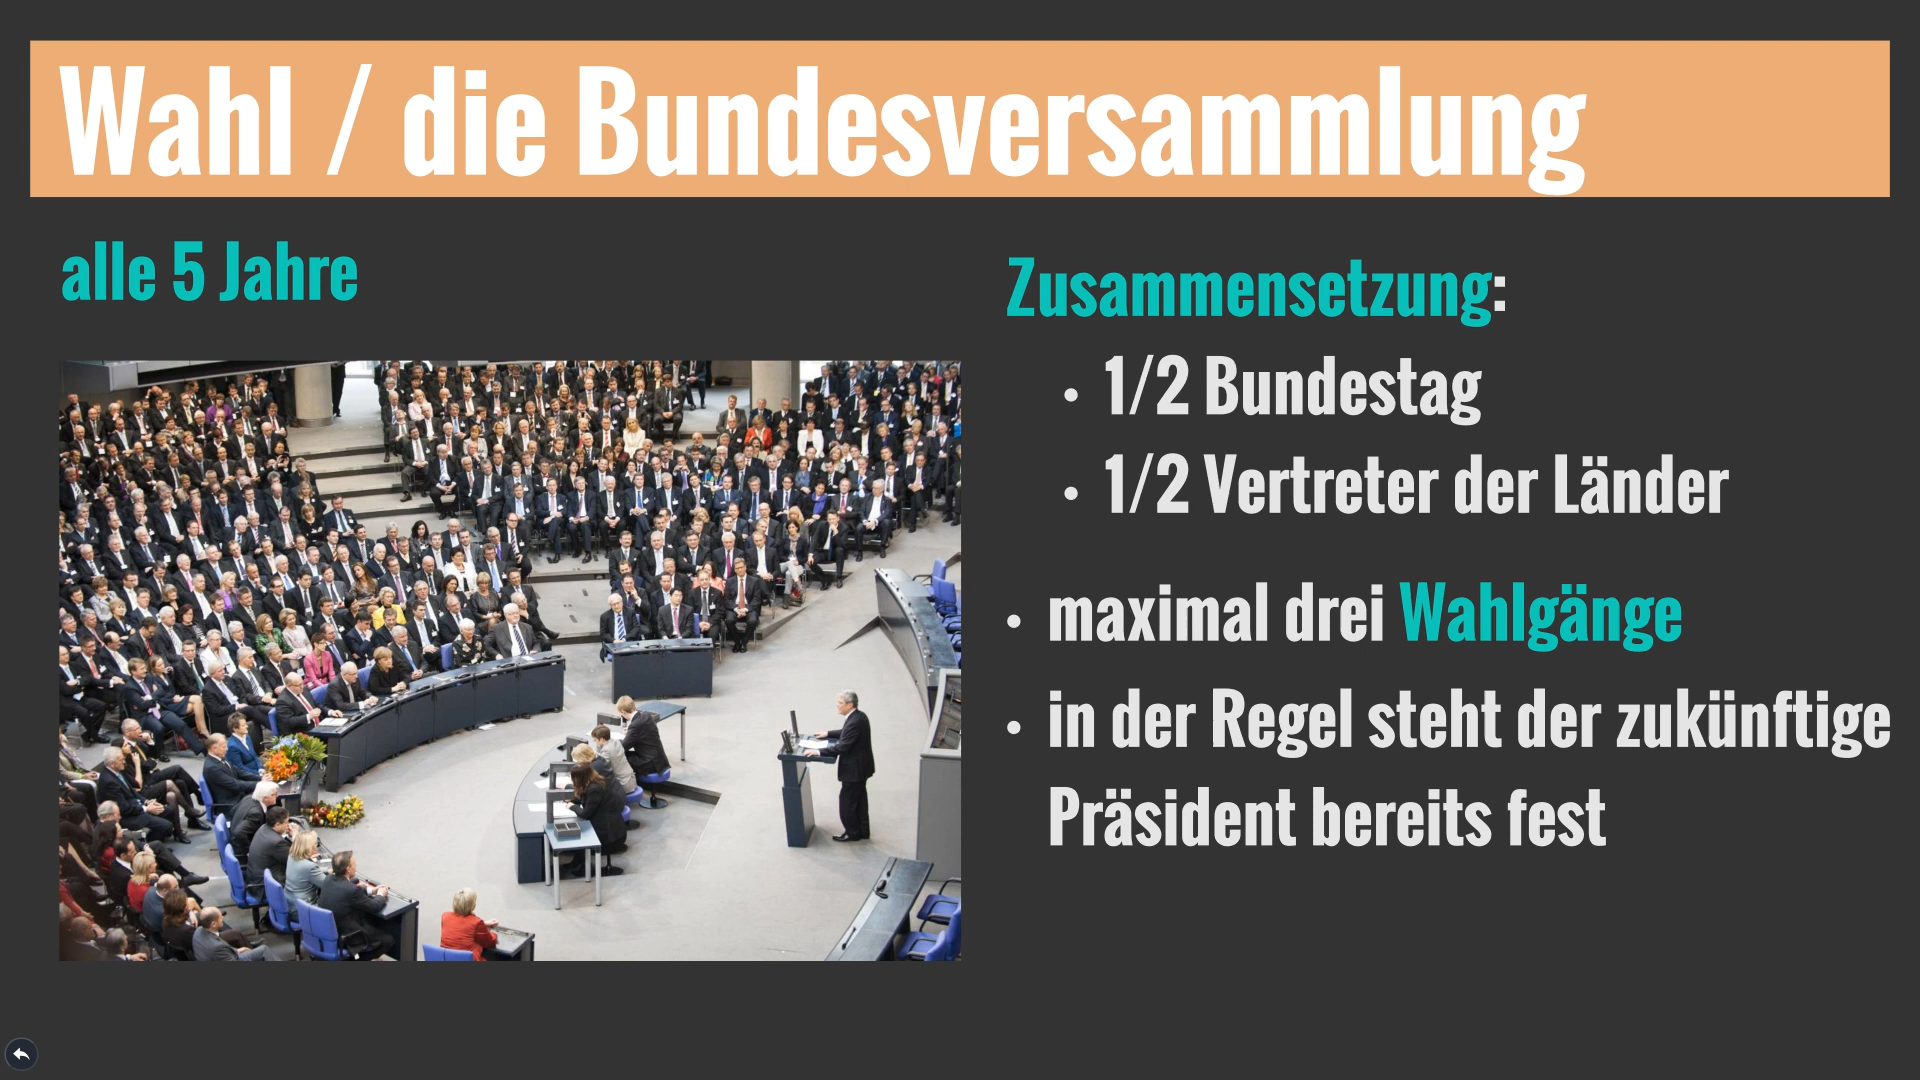 Wahl / die Bundesversammlung
alle 5 Jahre
Zusammensetzung:
• 1/2 Bundestag
• 1/2 Vertreter der Länder
• maximal drei Wahlgänge
• in der Regel steht der zukünftige
Präsident bereits fest